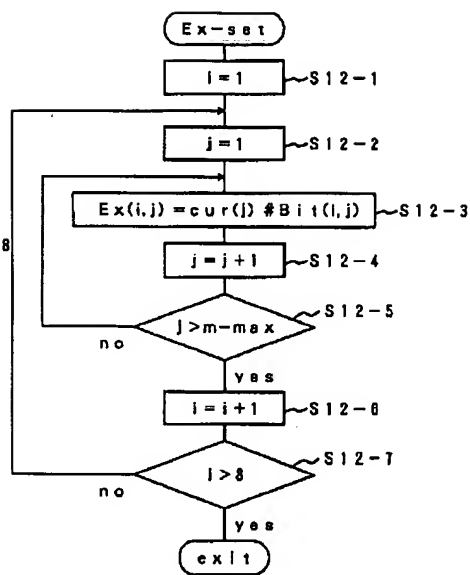 Ex-set
i=1
S12-1
j=1
S12-2
Ex(i,j)=cur(j)#Bit(i,j)
S12-3
8
j=j+1
S12-4
j>m-max
S12-5
no
yes
i=i+1
S12-6
i>8
S12-7
no
yes
exit